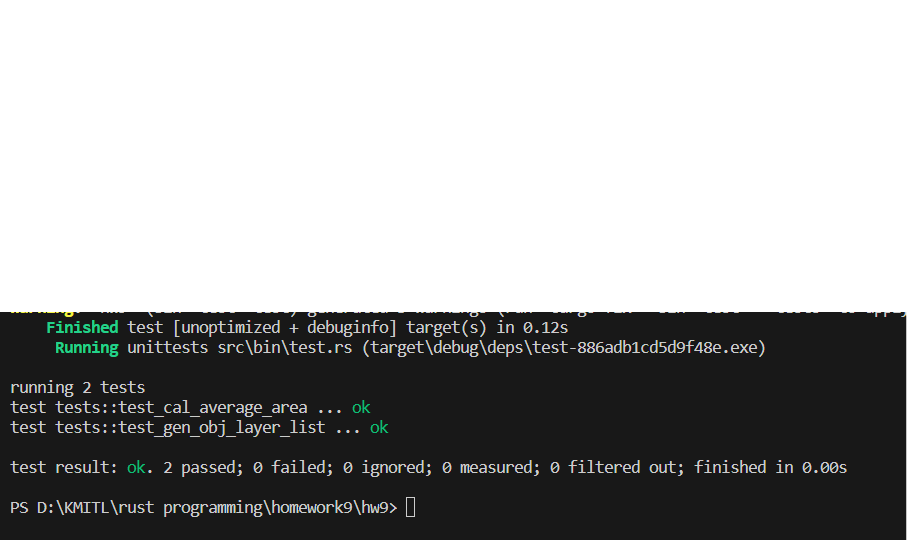 Finished test [unoptimized + debuginfo] target(s) in 0.12s
Running unittests src\bin\test.rs (target\debug\deps\test-886adb1cd5d9f48e.exe)
running 2 tests
test tests::test_cal_average_area ... ok
test tests::test_gen_obj_layer_list ... ok
test result: ok. 2 passed; 0 failed; 0 ignored; 0 measured; 0 filtered out; finished in 0.00s
PS D:\KMITL\rust programming\homework9\hw9>